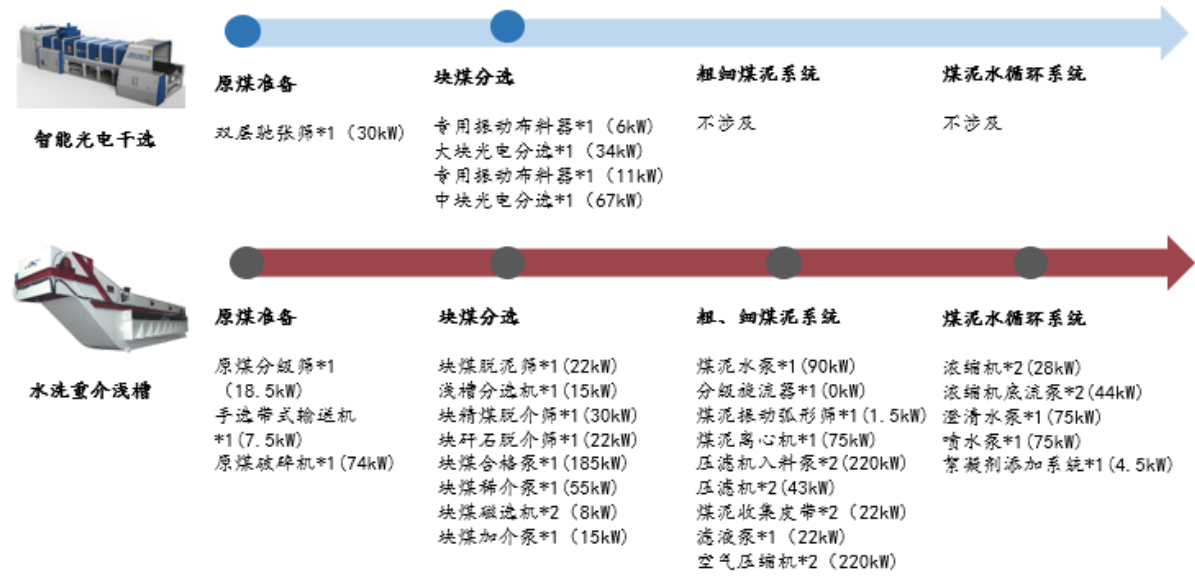 原煤准备
块煤分选
粗细煤泥系统
煤泥水循环系统
智能光电干选
双层驰张师*1（30kW）
专用振动布料器*1（6kW）
大块光电分选*1（34kW）
专用振动布料器*1（11kW）
中块光电分选*1（67kW）
不涉及
不涉及
水洗重介浅槽
原煤准备
原煤分级师*1
（18.5kW）
手选带式输送机
*1(7.5kW)
原煤破碎机*1(74kW)
块煤分选
块煤脱泥师*1(22kW)
浅槽分选机*1(15kW)
块精煤脱介师*1(30kW)
块矸石脱介师*1(22kW)
块煤合格泵*1(185kW)
块煤稀介泵*1(55kW)
块煤磁选机*2（8kW）
块煤加介泵*1（15kW）
粗、细煤泥系统
煤泥水泵*1(90kW)
分级旋流器*1(0kW)
煤泥振动弧形师*1(1.5kW)
煤泥离心机*1(75kW)
压滤机入料泵*2(220kW)
压滤机*2(43kW)
煤泥收集皮带*2（22kW）
滤液泵*1（22kW）
空气压缩机*2（220kW）
煤泥水循环系统
浓缩机*2(28kW)
浓缩机底流泵*2(44kW)
澄清水泵*1(75kW)
喷水泵*1(75kW)
絮凝剂添加系统*1(4.5kW)